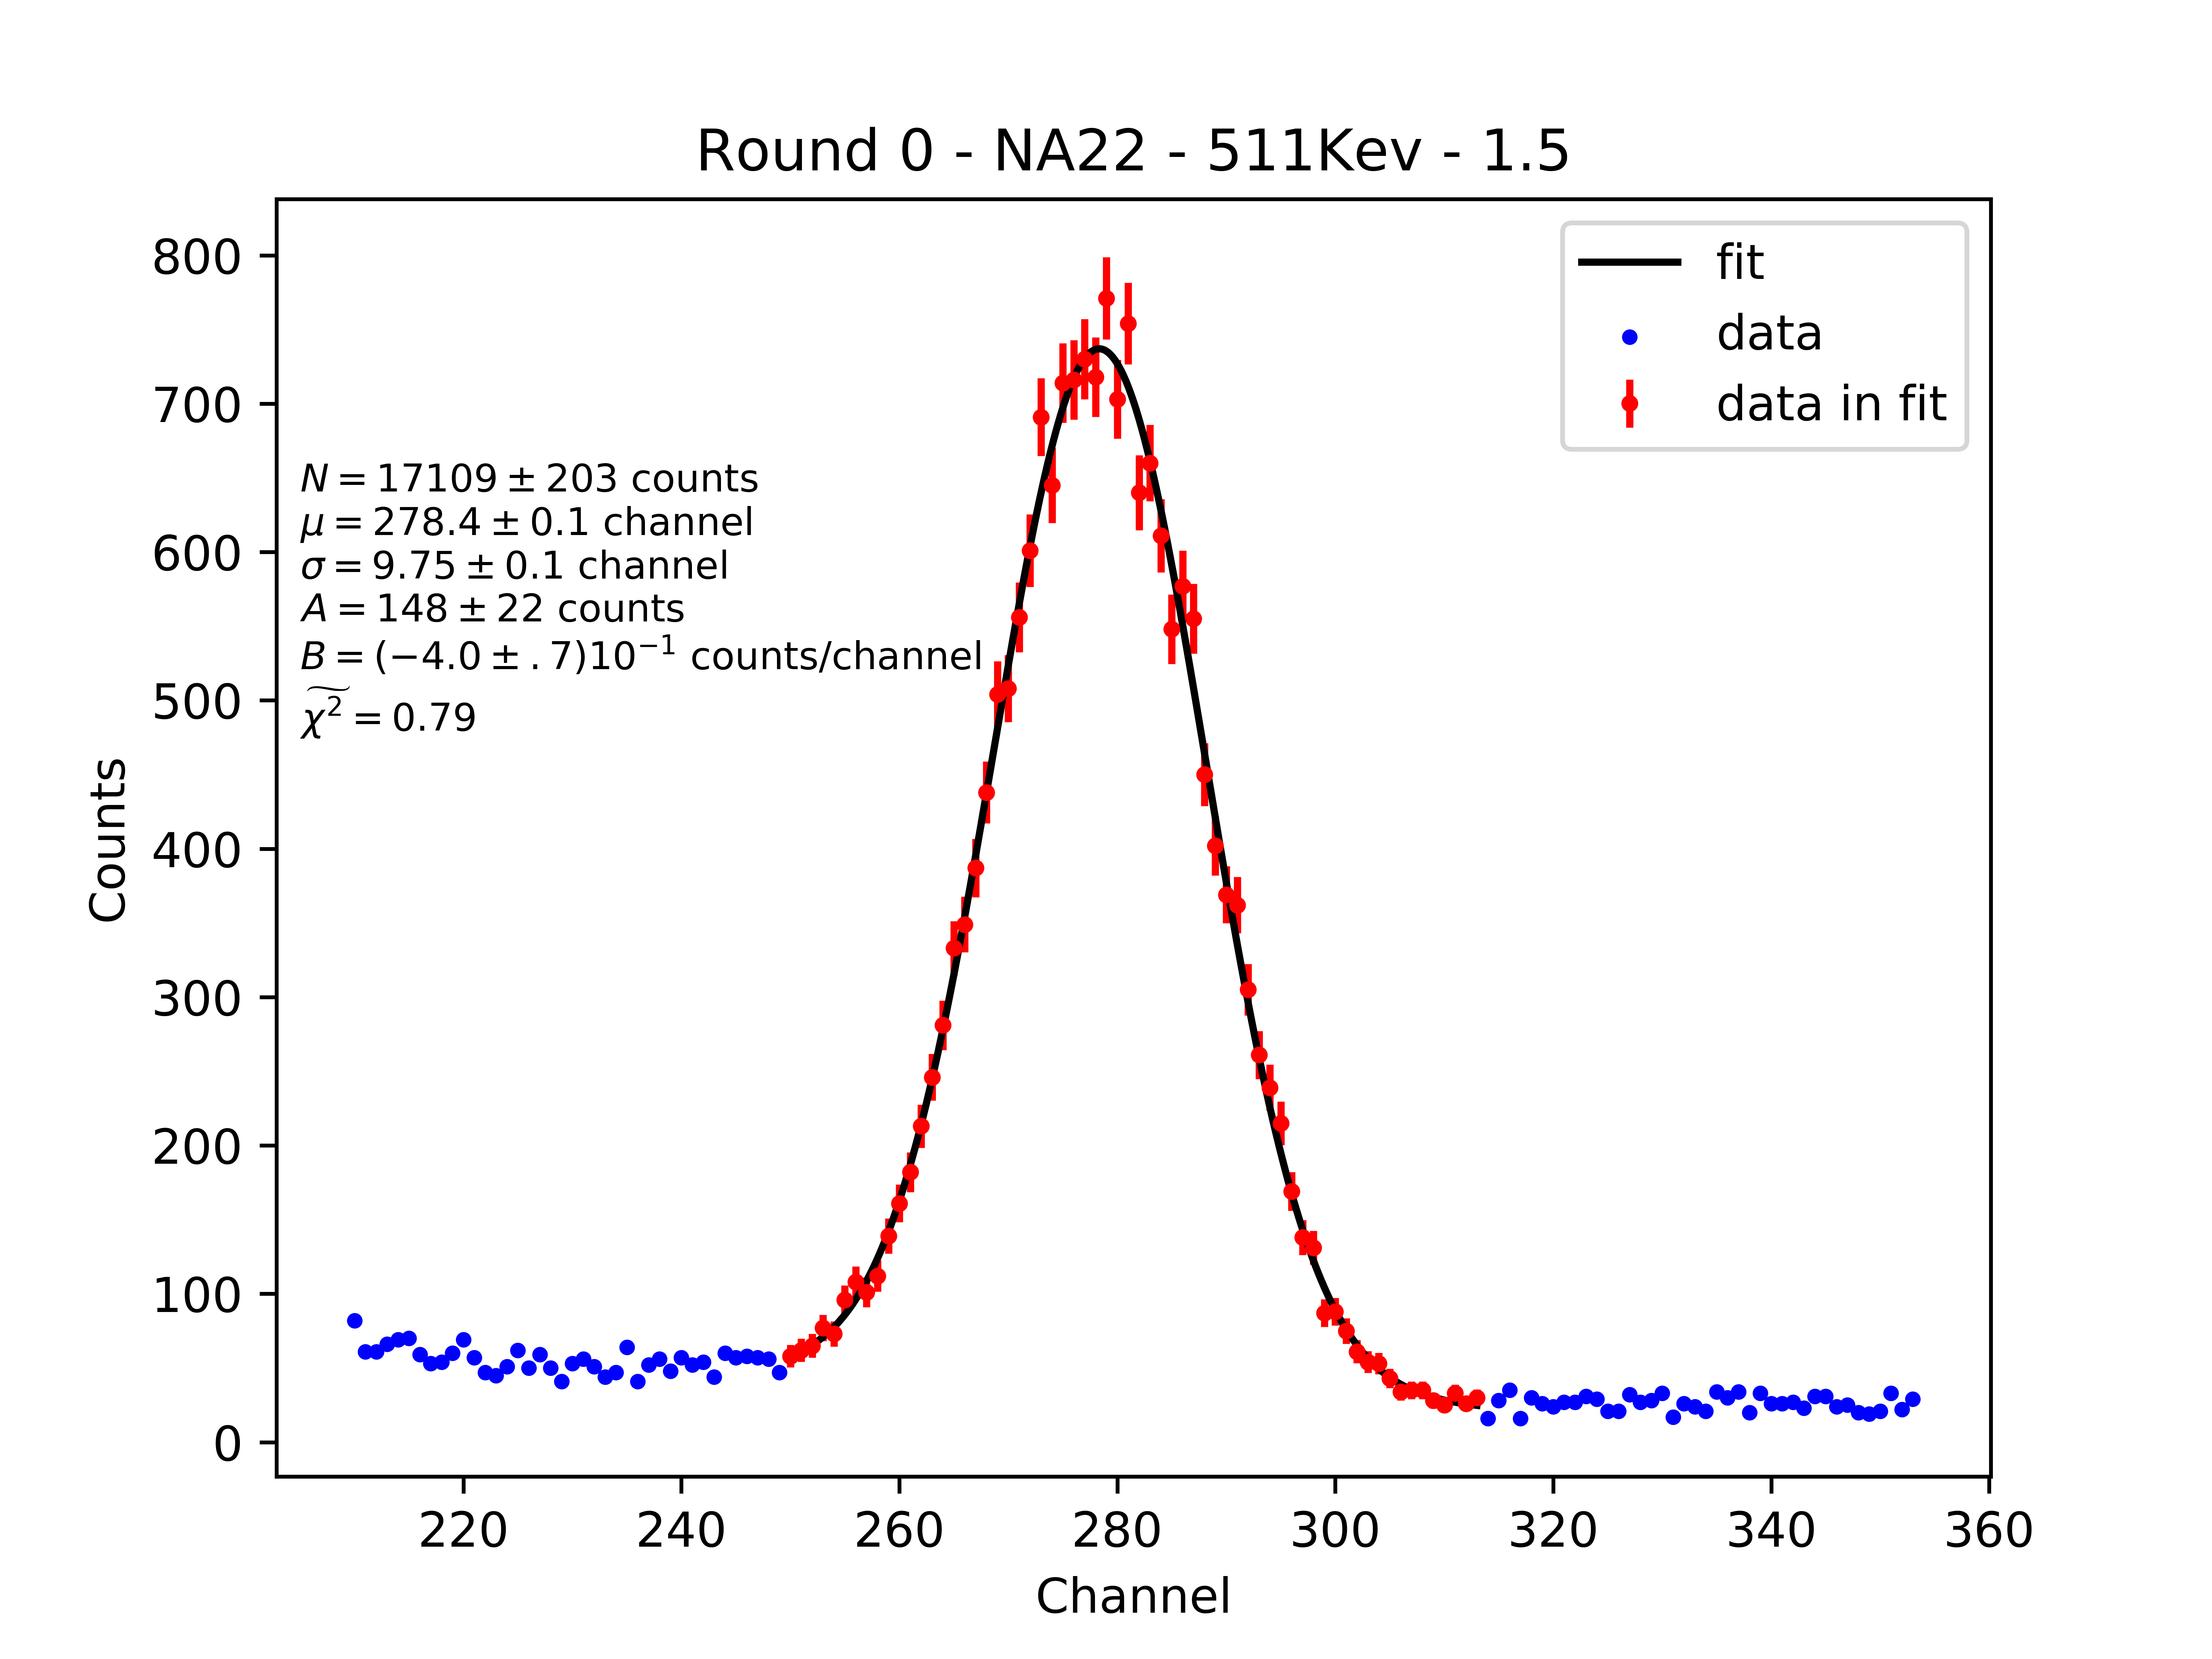 Round 0 - NA22 - 511Kev - 1.5
fit
data
data in fit
N = 17109 ± 203 counts
μ = 278.4 ± 0.1 channel
σ = 9.75 ± 0.1 channel
A = 148 ± 22 counts
B = (−4.0 ± .7)10⁻¹ counts/channel
χ̃² = 0.79
Counts
800
700
600
500
400
300
200
100
0
220 240 260 280 300 320 340 360
Channel